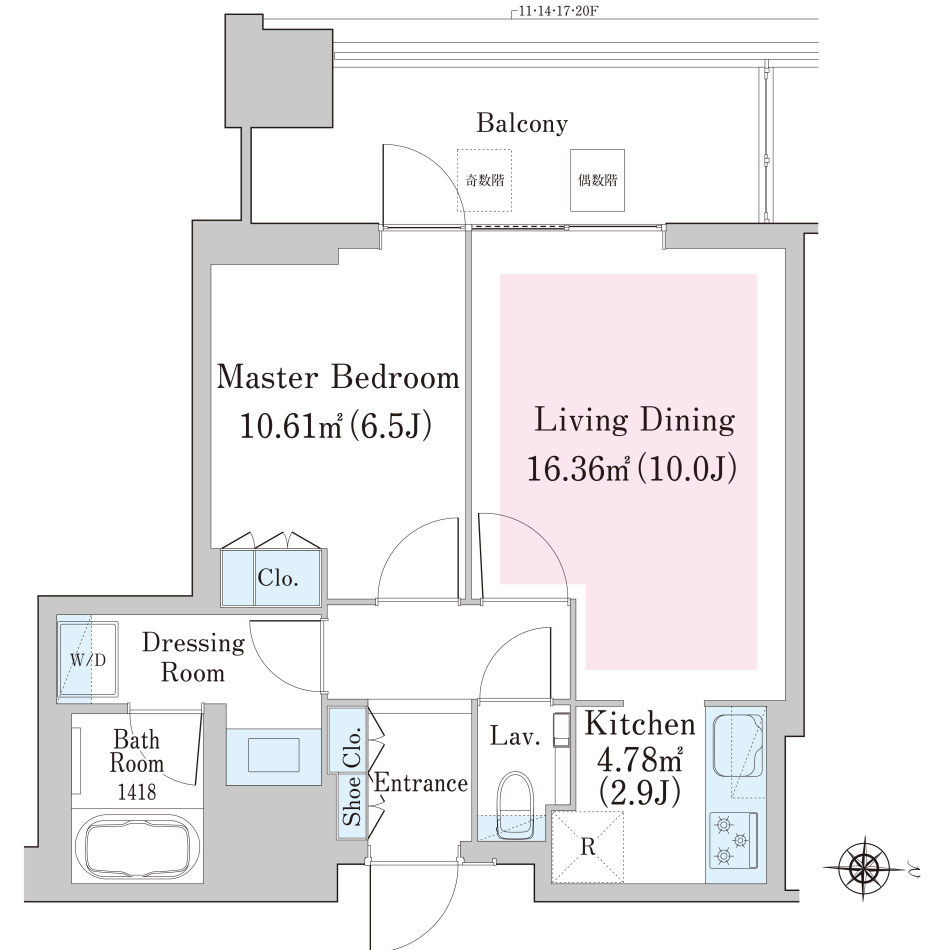 11·14·17·20F
Balcony
奇数階
偶数階
Master Bedroom
10.61㎡(6.5J)
Living Dining
16.36㎡(10.0J)
Clo.
W/D
Dressing
Room
Bath
Room
1418
Clo.
Shoe
Entrance
Lav.
Kitchen
4.78㎡
(2.9J)
R
N